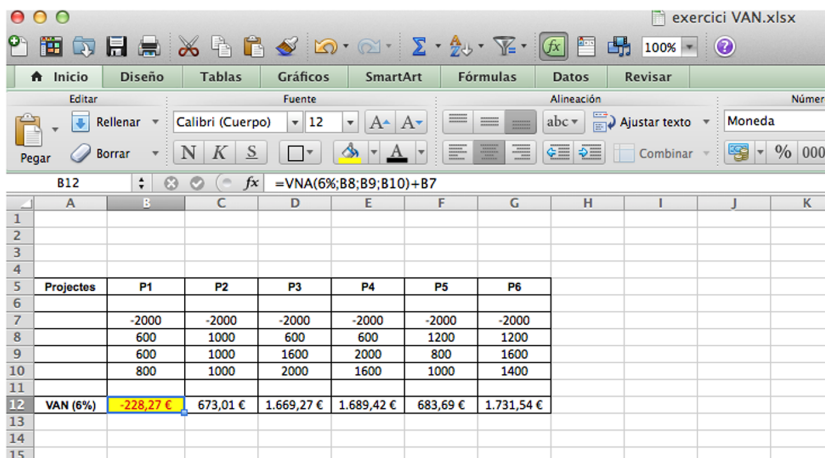 exercici VAN.xlsx
100%
Inicio Diseño Tablas Gráficos SmartArt Fórmulas Datos Revisar
Editar Fuente Alineación Númer
Rellenar Calibri (Cuerpo) 12 A A abc Ajustar texto Moneda
Pegar Borrar N K S A Combinar % 000
B12 fx =VNA(6%;B8;B9;B10)+B7
A B C D E F G H I J K
1
2
3
4
5 Projectes P1 P2 P3 P4 P5 P6
6
7 -2000 -2000 -2000 -2000 -2000 -2000
8 600 1000 600 600 1200 1200
9 600 1000 1600 2000 800 1600
10 800 1000 2000 1600 1000 1400
11
12 VAN (6%) -228,27 € 673,01 € 1.669,27 € 1.689,42 € 683,69 € 1.731,54 €
13
14
15